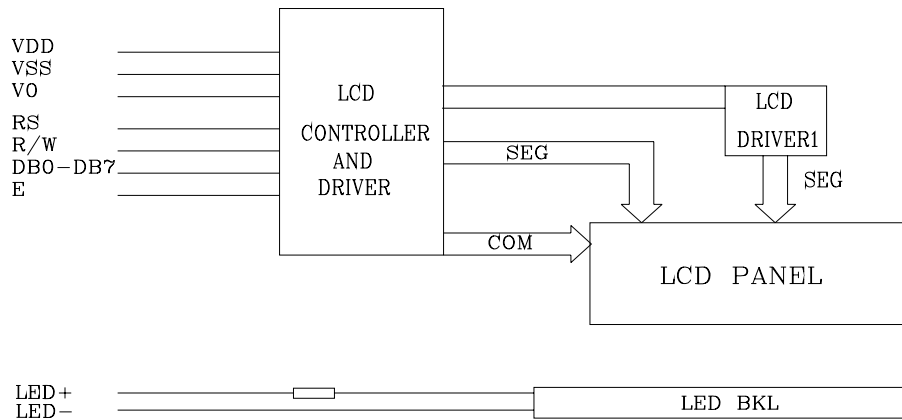 VDD
VSS
V0
RS
R/W
DB0-DB7
E
LCD
CONTROLLER
AND
DRIVER
SEG
COM
LCD
DRIVER1
SEG
LCD PANEL
LED+
LED-
LED BKL